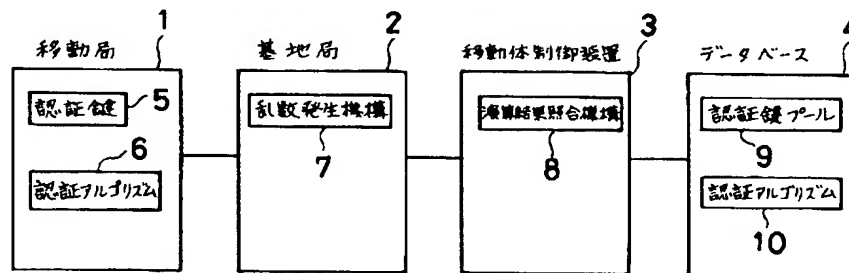 1
移動局
認証鍵
5
6
認証アルゴリズム
2
基地局
乱数発生機構
7
3
移動体制御装置
演算結果照合機構
8
4
データベース
認証鍵プール
9
認証アルゴリズム
10